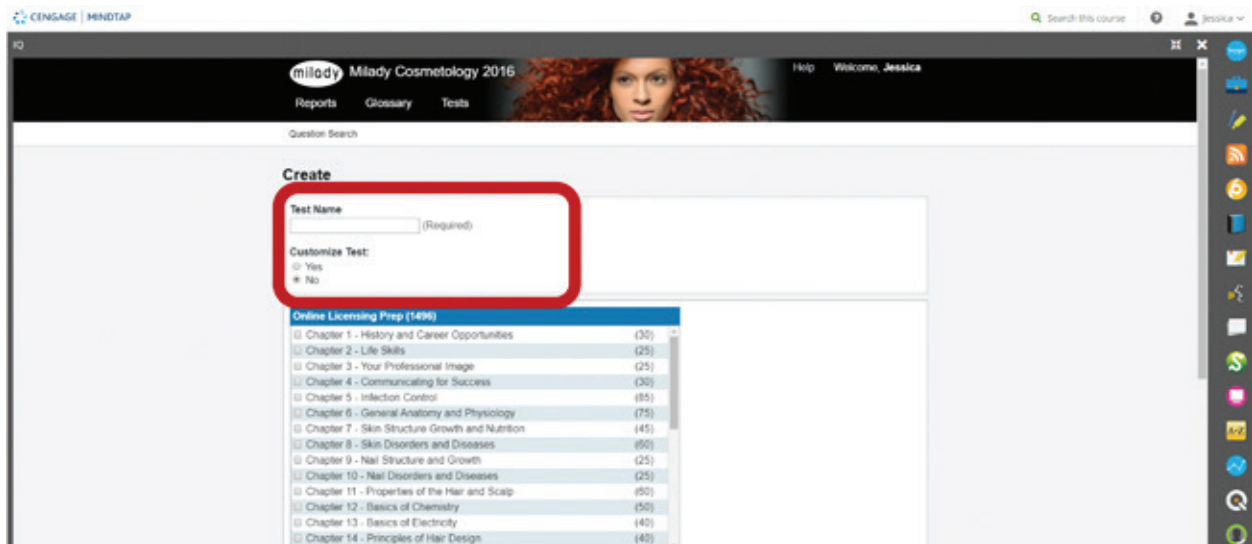 CENGAGE | MINDTAP
Search this course
Jessica
IQ
milady Milady Cosmetology 2016
Help Welcome, Jessica
Reports Glossary Tests
Question Search
Create
Test Name
(Required)
Customize Test:
Yes
No
Online Licensing Prep (1496)
Chapter 1 - History and Career Opportunities (30)
Chapter 2 - Life Skills (25)
Chapter 3 - Your Professional Image (25)
Chapter 4 - Communicating for Success (30)
Chapter 5 - Infection Control (85)
Chapter 6 - General Anatomy and Physiology (75)
Chapter 7 - Skin Structure Growth and Nutrition (45)
Chapter 8 - Skin Disorders and Diseases (60)
Chapter 9 - Nail Structure and Growth (25)
Chapter 10 - Nail Disorders and Diseases (25)
Chapter 11 - Properties of the Hair and Scalp (60)
Chapter 12 - Basics of Chemistry (50)
Chapter 13 - Basics of Electricity (40)
Chapter 14 - Principles of Hair Design (40)
A-Z